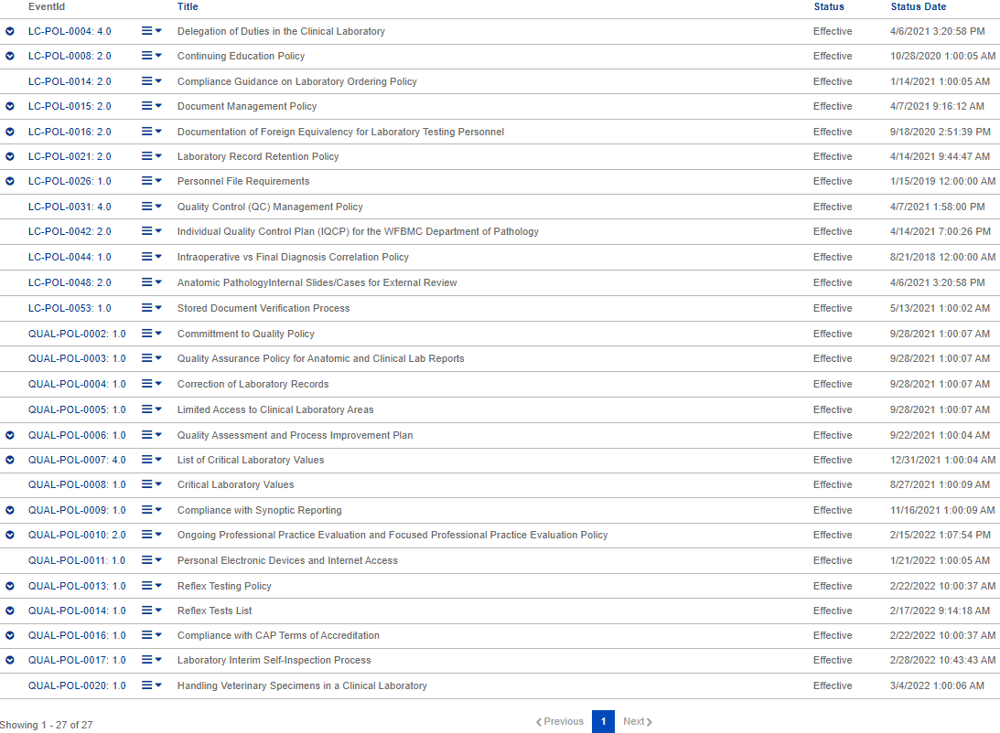 EventId Title Status Status Date
LC-POL-0004: 4.0 Delegation of Duties in the Clinical Laboratory Effective 4/6/2021 3:20:58 PM
LC-POL-0008: 2.0 Continuing Education Policy Effective 10/28/2020 1:00:05 AM
LC-POL-0014: 2.0 Compliance Guidance on Laboratory Ordering Policy Effective 1/14/2021 1:00:05 AM
LC-POL-0015: 2.0 Document Management Policy Effective 4/7/2021 9:16:12 AM
LC-POL-0016: 2.0 Documentation of Foreign Equivalency for Laboratory Testing Personnel Effective 9/18/2020 2:51:39 PM
LC-POL-0021: 2.0 Laboratory Record Retention Policy Effective 4/14/2021 9:44:47 AM
LC-POL-0026: 1.0 Personnel File Requirements Effective 1/15/2019 12:00:00 AM
LC-POL-0031: 4.0 Quality Control (QC) Management Policy Effective 4/7/2021 1:58:00 PM
LC-POL-0042: 2.0 Individual Quality Control Plan (IQCP) for the WFBMC Department of Pathology Effective 4/14/2021 7:00:26 PM
LC-POL-0044: 1.0 Intraoperative vs Final Diagnosis Correlation Policy Effective 8/21/2018 12:00:00 AM
LC-POL-0048: 2.0 Anatomic PathologyInternal Slides/Cases for External Review Effective 4/6/2021 3:20:58 PM
LC-POL-0053: 1.0 Stored Document Verification Process Effective 5/13/2021 1:00:02 AM
QUAL-POL-0002: 1.0 Committment to Quality Policy Effective 9/28/2021 1:00:07 AM
QUAL-POL-0003: 1.0 Quality Assurance Policy for Anatomic and Clinical Lab Reports Effective 9/28/2021 1:00:07 AM
QUAL-POL-0004: 1.0 Correction of Laboratory Records Effective 9/28/2021 1:00:07 AM
QUAL-POL-0005: 1.0 Limited Access to Clinical Laboratory Areas Effective 9/28/2021 1:00:07 AM
QUAL-POL-0006: 1.0 Quality Assessment and Process Improvement Plan Effective 9/22/2021 1:00:04 AM
QUAL-POL-0007: 4.0 List of Critical Laboratory Values Effective 12/31/2021 1:00:04 AM
QUAL-POL-0008: 1.0 Critical Laboratory Values Effective 8/27/2021 1:00:09 AM
QUAL-POL-0009: 1.0 Compliance with Synoptic Reporting Effective 11/16/2021 1:00:09 AM
QUAL-POL-0010: 2.0 Ongoing Professional Practice Evaluation and Focused Professional Practice Evaluation Policy Effective 2/15/2022 1:07:54 PM
QUAL-POL-0011: 1.0 Personal Electronic Devices and Internet Access Effective 1/21/2022 1:00:05 AM
QUAL-POL-0013: 1.0 Reflex Testing Policy Effective 2/22/2022 10:00:37 AM
QUAL-POL-0014: 1.0 Reflex Tests List Effective 2/17/2022 9:14:18 AM
QUAL-POL-0016: 1.0 Compliance with CAP Terms of Accreditation Effective 2/22/2022 10:00:37 AM
QUAL-POL-0017: 1.0 Laboratory Interim Self-Inspection Process Effective 2/28/2022 10:43:43 AM
QUAL-POL-0020: 1.0 Handling Veterinary Specimens in a Clinical Laboratory Effective 3/4/2022 1:00:06 AM
Showing 1 - 27 of 27 Previous 1 Next